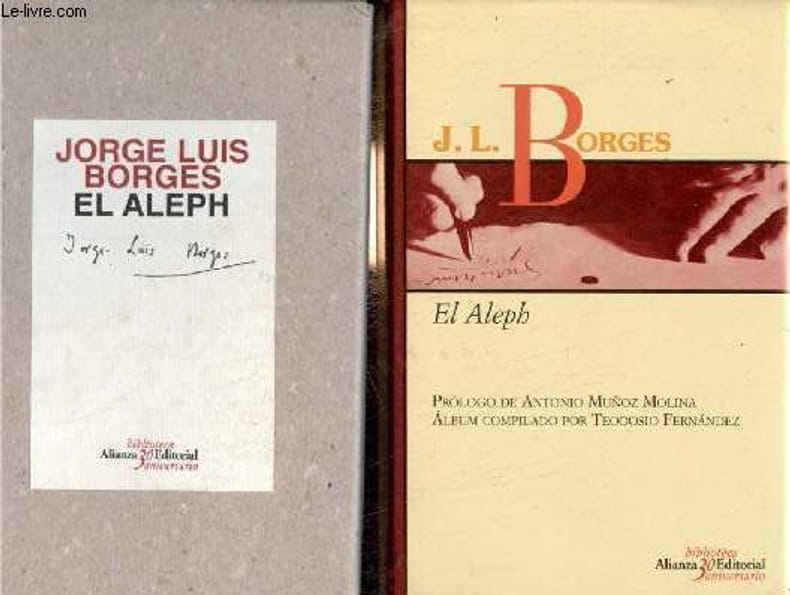 Le-livre.com
JORGE LUIS
BORGES
EL ALEPH
Jorge Luis Borges
biblioteca
Alianza 30 Editorial
aniversario
J. L. BORGES
El Aleph
PRÓLOGO DE ANTONIO MUÑOZ MOLINA
ÁLBUM COMPILADO POR TEODOSIO FERNÁNDEZ
biblioteca
Alianza 30 Editorial
aniversario